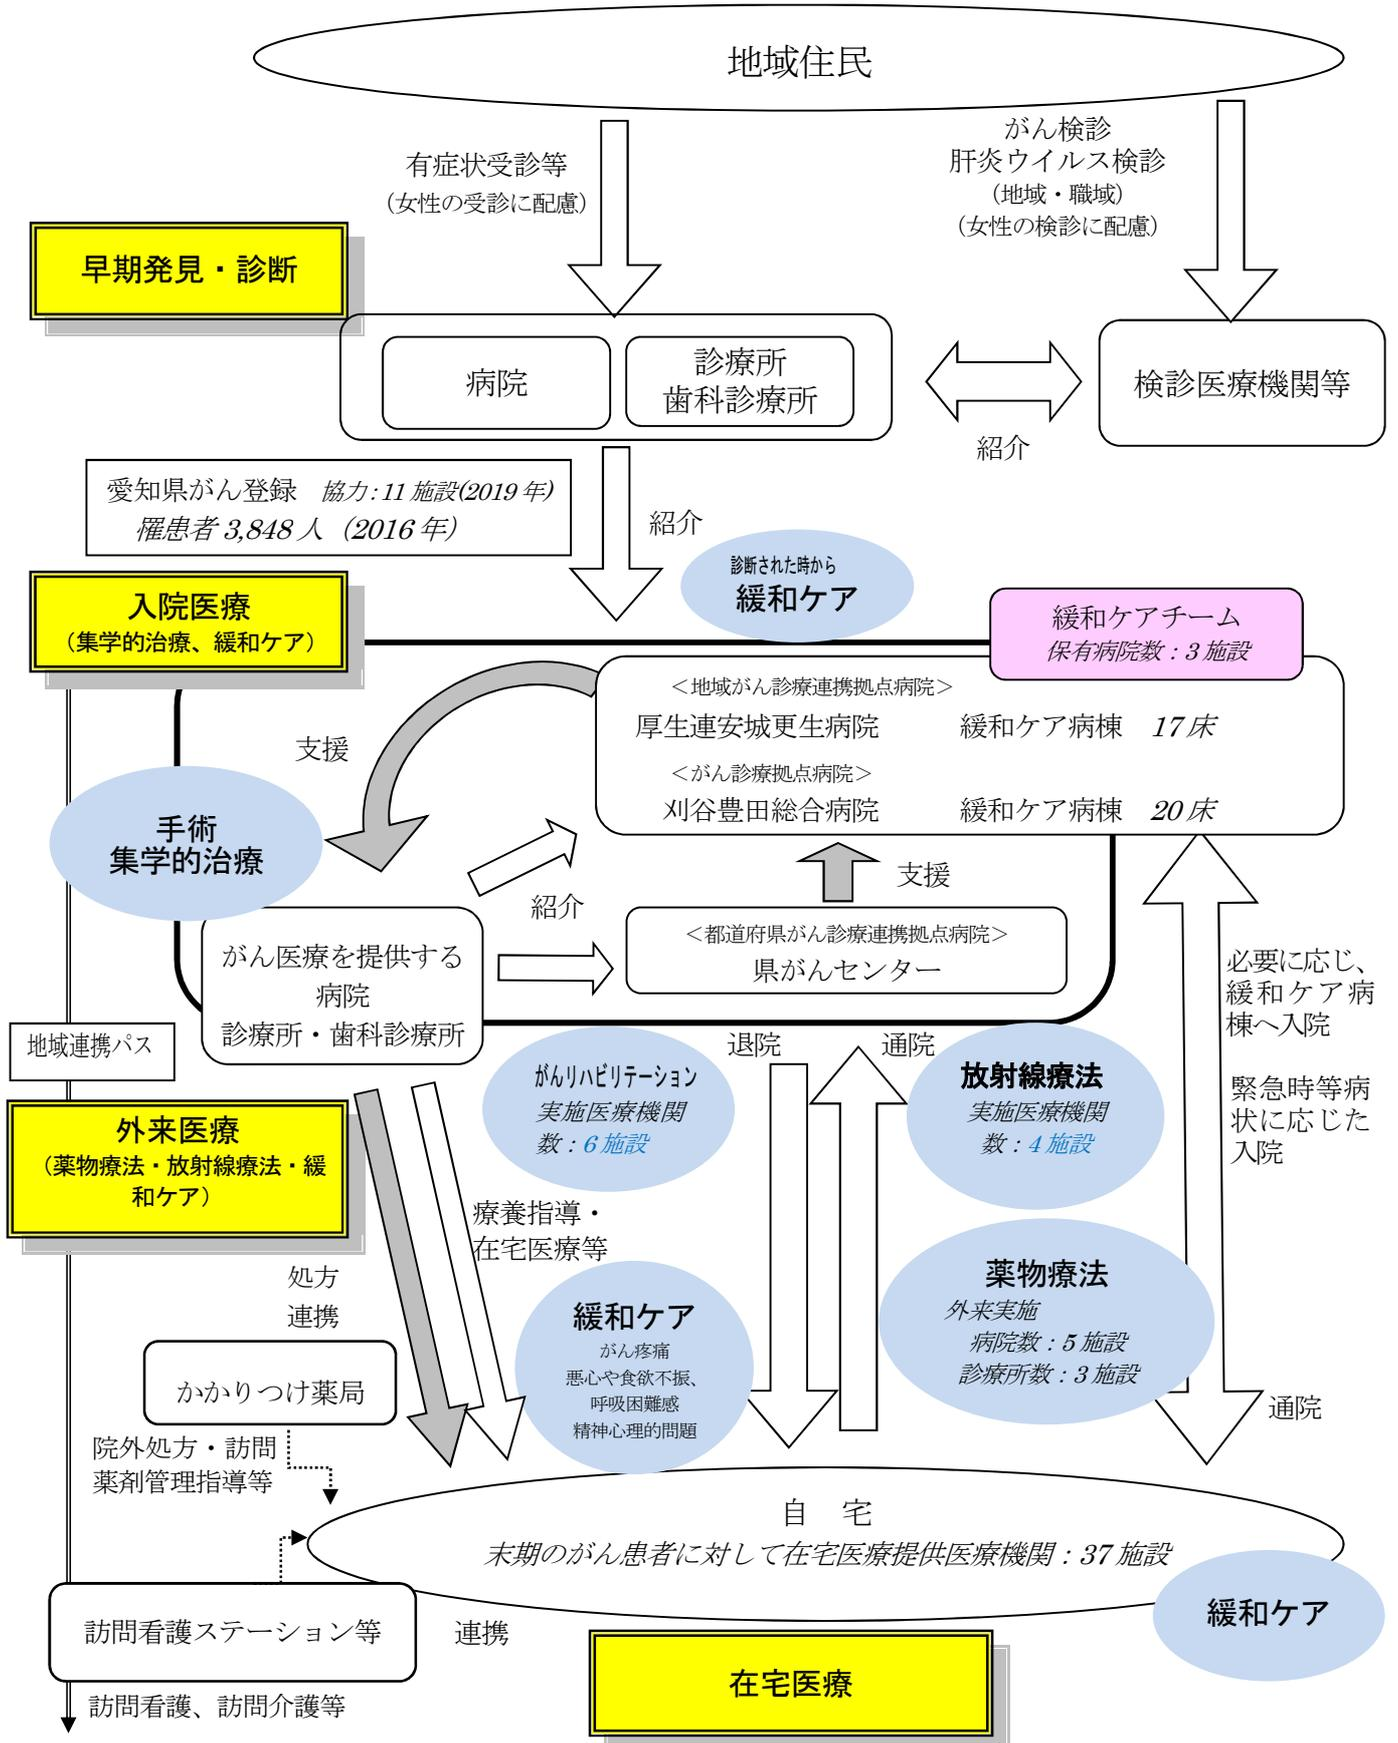 地域住民
有症状受診等
（女性の受診に配慮）
がん検診
肝炎ウイルス検診
（地域・職域）
（女性の検診に配慮）
早期発見・診断
病院
診療所
歯科診療所
検診医療機関等
紹介
愛知県がん登録　協力：11 施設(2019 年)
罹患者 3,848 人（2016 年）
紹介
診断された時から
緩和ケア
入院医療
（集学的治療、緩和ケア）
緩和ケアチーム
保有病院数：3 施設
＜地域がん診療連携拠点病院＞
厚生連安城更生病院　緩和ケア病棟　17 床
＜がん診療拠点病院＞
刈谷豊田総合病院　緩和ケア病棟　20 床
支援
手術
集学的治療
紹介
支援
＜都道府県がん診療連携拠点病院＞
県がんセンター
がん医療を提供する
病院
診療所・歯科診療所
必要に応じ、
緩和ケア病
棟へ入院
緊急時等病
状に応じた
入院
地域連携パス
退院
通院
がんリハビリテーション
実施医療機関
数：6 施設
放射線療法
実施医療機関
数：4 施設
外来医療
（薬物療法・放射線療法・緩
和ケア）
療養指導・
在宅医療等
処方
連携
緩和ケア
がん疼痛
悪心や食欲不振、
呼吸困難感
精神心理的問題
薬物療法
外来実施
病院数：5 施設
診療所数：3 施設
かかりつけ薬局
通院
院外処方・訪問
薬剤管理指導等
自　宅
末期のがん患者に対して在宅医療提供医療機関：37 施設
緩和ケア
訪問看護ステーション等
連携
在宅医療
訪問看護、訪問介護等